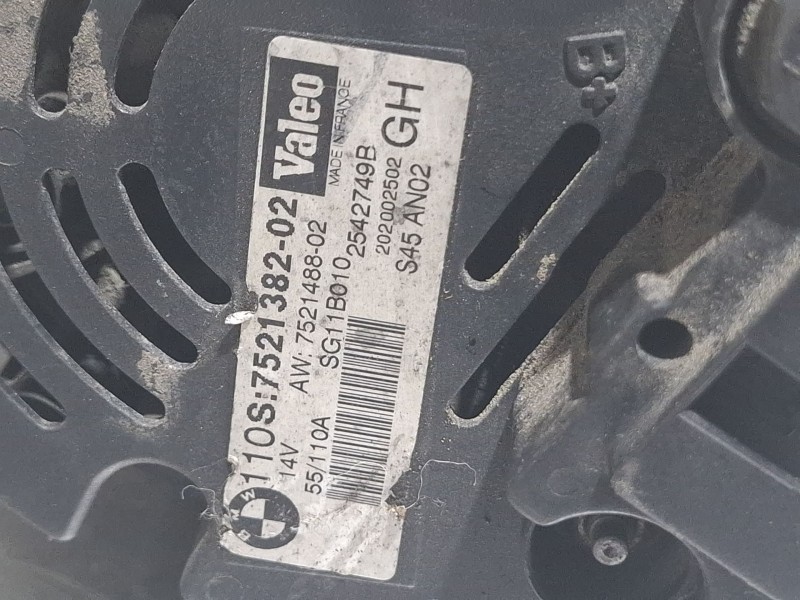 BMW
110S:7521382-02
Valeo
14V
AW: 7521488-02
MADE IN FRANCE
55/110A
SG11B010
2542749B
202002502
GH
S45 AN02
B+